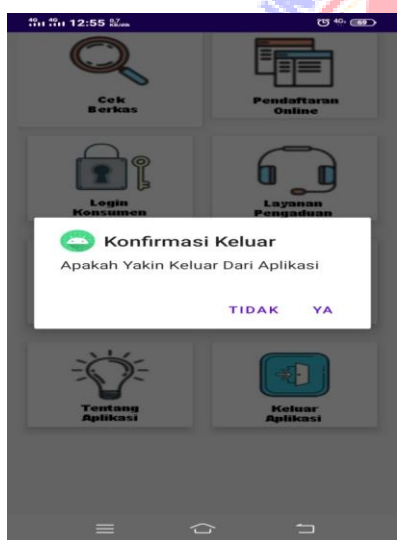 12:55
69
Cek
Berkas
Pendaftaran
Online
Login
Konsumen
Layanan
Pengaduan
Konfirmasi Keluar
Apakah Yakin Keluar Dari Aplikasi
TIDAK YA
Tentang
Aplikasi
Keluar
Aplikasi